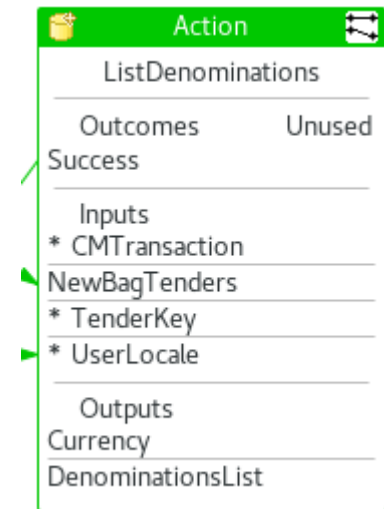 Action
ListDenominations
Outcomes Unused
Success
Inputs
* CMTransaction
NewBagTenders
* TenderKey
* UserLocale
Outputs
Currency
DenominationsList